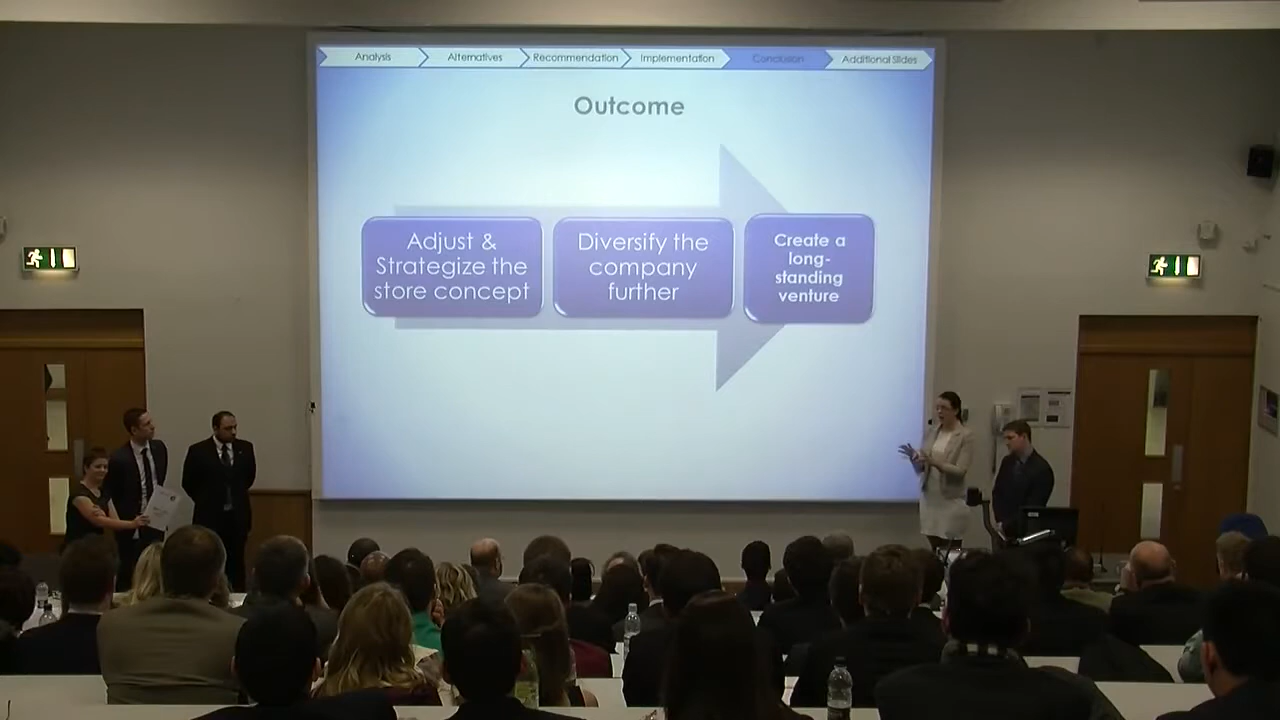 Analysis
Alternatives
Recommendation
Implementation
Conclusion
Additional Slides
Outcome
Adjust &
Strategize the
store concept
Diversify the
company
further
Create a
long-
standing
venture